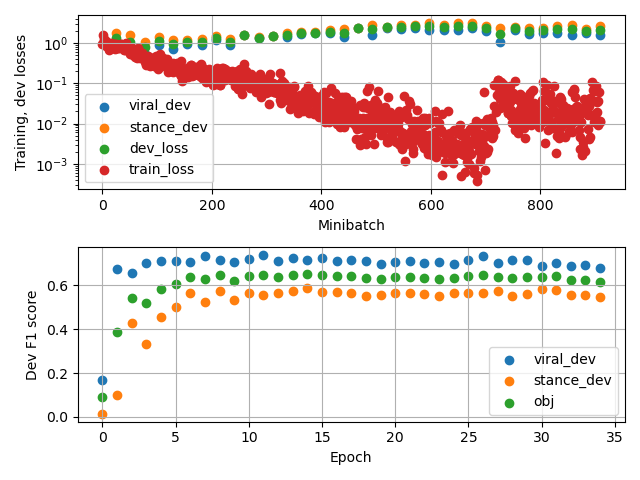 Training, dev losses
10⁰
10⁻¹
10⁻²
10⁻³
viral_dev
stance_dev
dev_loss
train_loss
0 200 400 600 800
Minibatch
Dev F1 score
0.6
0.4
0.2
0.0
viral_dev
stance_dev
obj
0 5 10 15 20 25 30 35
Epoch